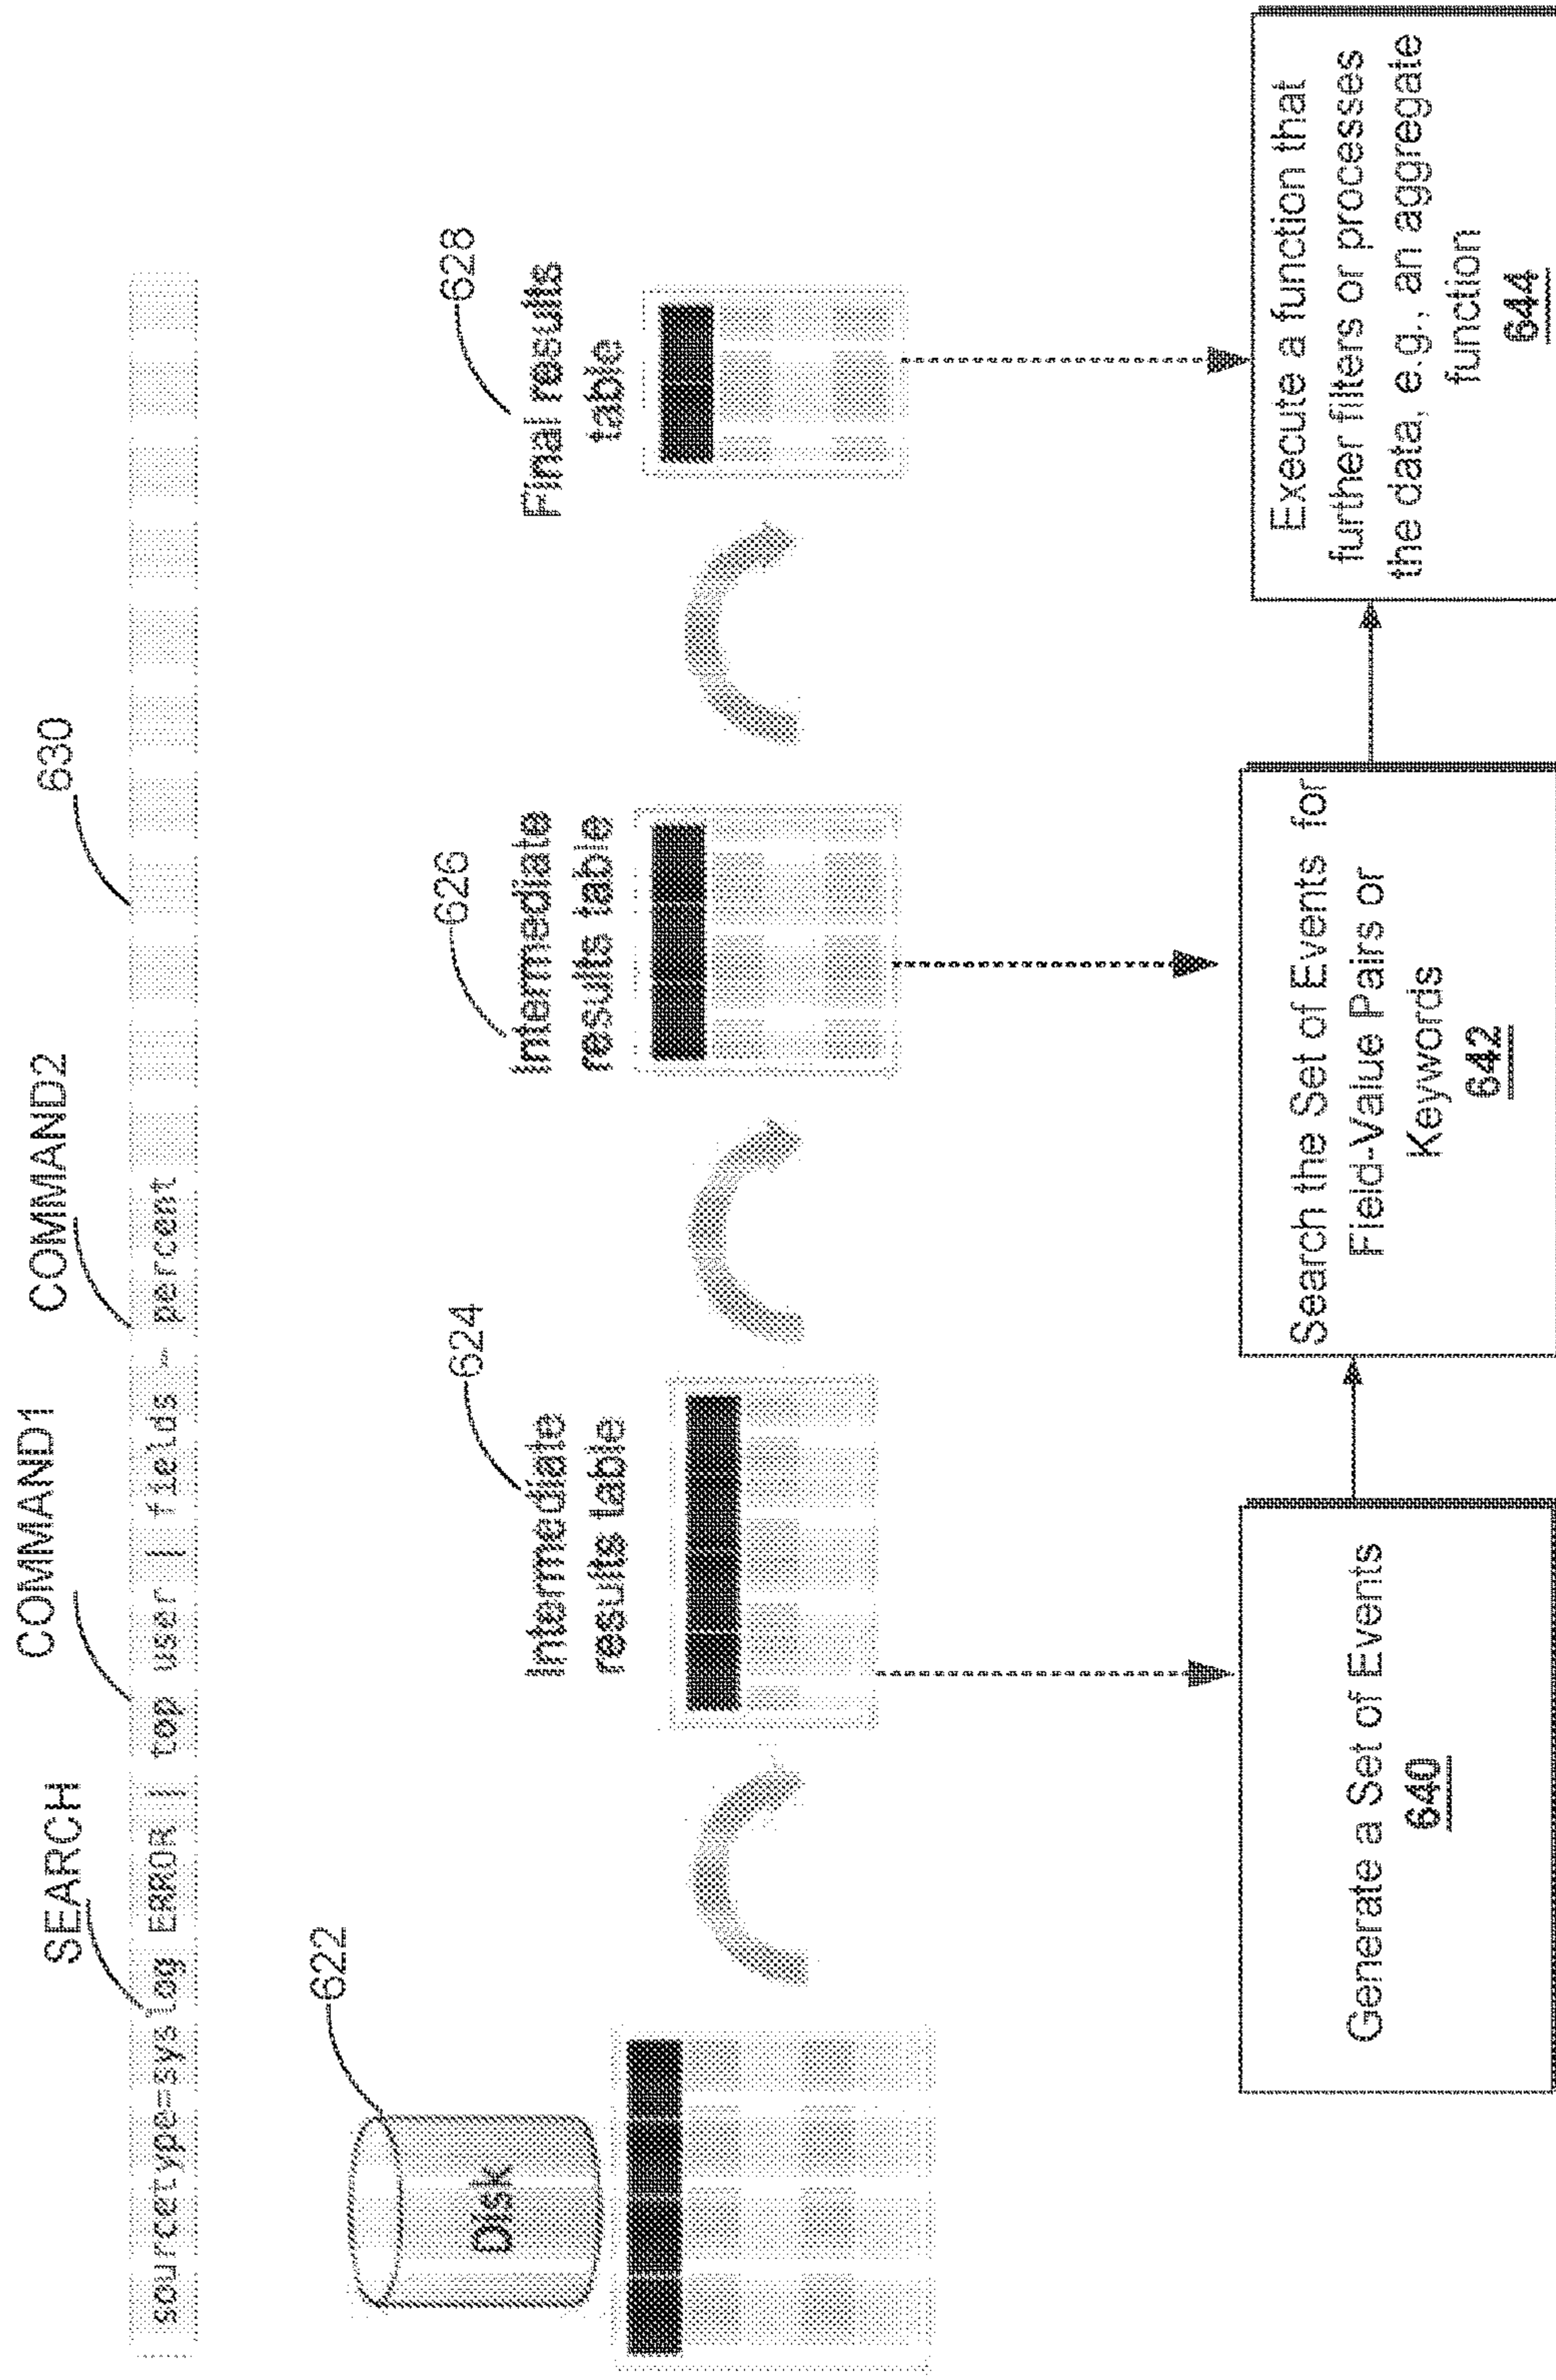 SEARCH
COMMAND1
COMMAND2
630
sourcetype=syslog ERROR | top user | fields - percent
622
Disk
624
Intermediate
results table
626
Intermediate
results table
628
Final results
table
Generate a Set of Events
640
Search the Set of Events for
Field-Value Pairs or
Keywords
642
Execute a function that
further filters or processes
the data, e.g., an aggregate
function
644